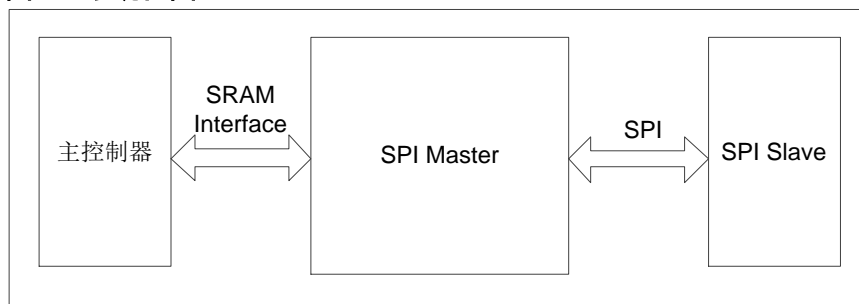 主控制器
SRAM
Interface
SPI Master
SPI
SPI Slave